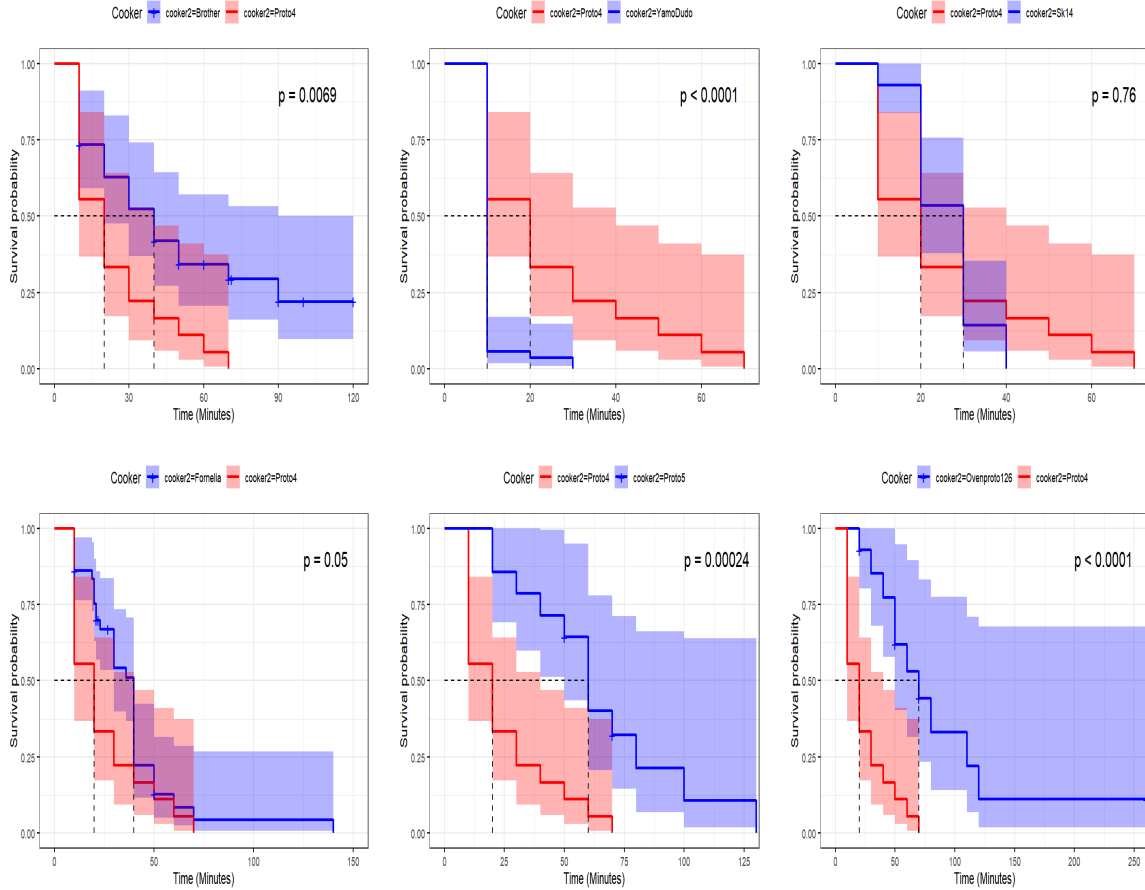 Cooker cooker2=Brother cooker2=Proto4
Cooker cooker2=Proto4 cooker2=YamoDudo
Cooker cooker2=Proto4 cooker2=Sk14
Survival probability
1.00
0.75
0.50
0.25
0.00
p = 0.0069
0 30 60 90 120
Time (Minutes)
Survival probability
1.00
0.75
0.50
0.25
0.00
p < 0.0001
0 20 40 60
Time (Minutes)
Survival probability
1.00
0.75
0.50
0.25
0.00
p = 0.76
0 20 40 60
Time (Minutes)
Cooker cooker2=Fornelia cooker2=Proto4
Cooker cooker2=Proto4 cooker2=Proto5
Cooker cooker2=Ovenproto126 cooker2=Proto4
Survival probability
1.00
0.75
0.50
0.25
0.00
p = 0.05
0 50 100 150
Time (Minutes)
Survival probability
1.00
0.75
0.50
0.25
0.00
p = 0.00024
0 25 50 75 100 125
Time (Minutes)
Survival probability
1.00
0.75
0.50
0.25
0.00
p < 0.0001
0 50 100 150 200 250
Time (Minutes)